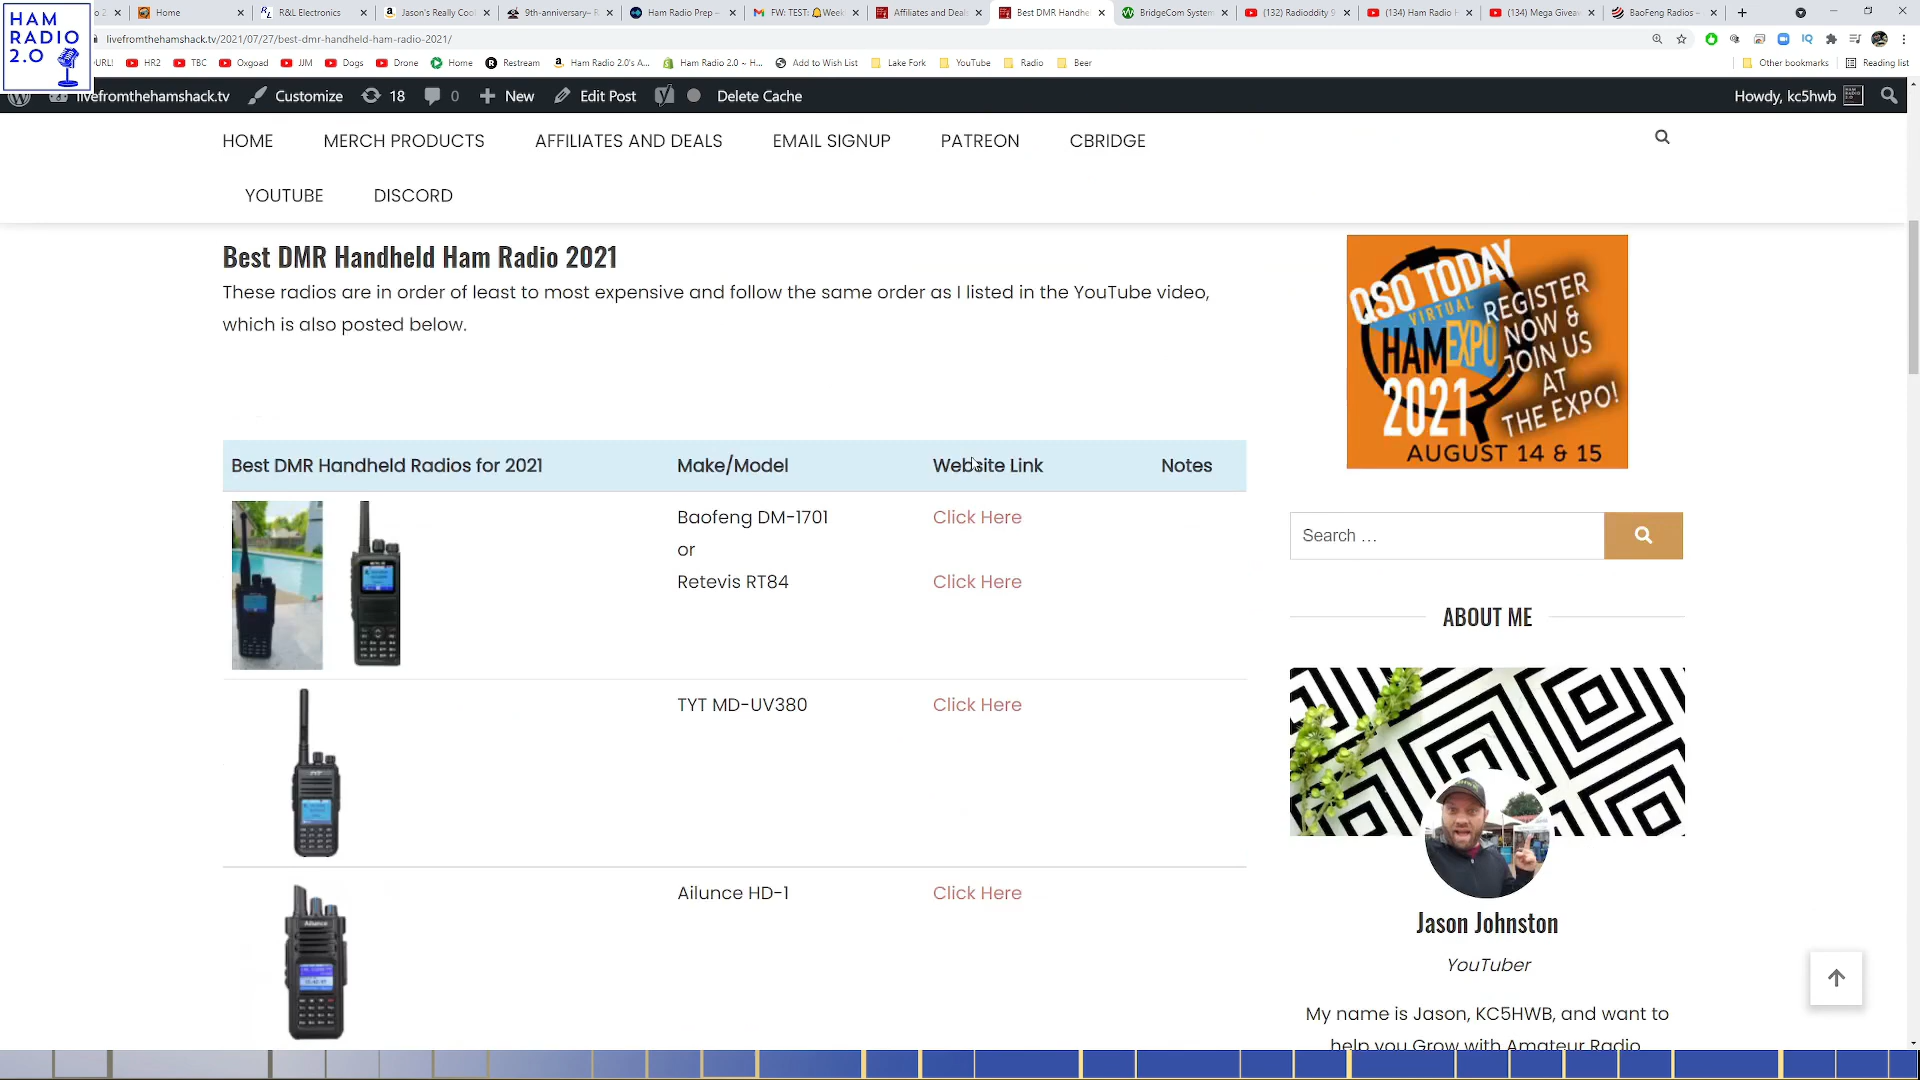 HAM
RADIO
2.0
Home
R&L Electronics
Jason's Really Coo
9th-anniversary– R
Ham Radio Prep –
FW: TEST: 🔔Week
Affiliates and Deal
Best DMR Handhe
BridgeCom System
(132) Radioddity 9
(134) Ham Radio
(134) Mega Giveaw
BaoFeng Radios –
livefromthehamshack.tv/2021/07/27/best-dmr-handheld-ham-radio-2021/
URL!
HR2
TBC
Oxgoad
JJM
Dogs
Drone
Home
Restream
Ham Radio 2.0's A...
Ham Radio 2.0 ~ H...
Add to Wish List
Lake Fork
YouTube
Radio
Beer
Other bookmarks
Reading list
livefromthehamshack.tv
Customize
18
0
New
Edit Post
Delete Cache
Howdy, kc5hwb
HOME
MERCH PRODUCTS
AFFILIATES AND DEALS
EMAIL SIGNUP
PATREON
CBRIDGE
YOUTUBE
DISCORD
Best DMR Handheld Ham Radio 2021
These radios are in order of least to most expensive and follow the same order as I listed in the YouTube video,
which is also posted below.
Best DMR Handheld Radios for 2021
Make/Model
Website Link
Notes
Baofeng DM-1701
Click Here
or
Retevis RT84
Click Here
TYT MD-UV380
Click Here
Ailunce HD-1
Click Here
QSO TODAY
VIRTUAL
HAM EXPO
2021
REGISTER
NOW &
JOIN US
AT
THE EXPO!
AUGUST 14 & 15
Search …
ABOUT ME
Jason Johnston
YouTuber
My name is Jason, KC5HWB, and want to
help you Grow with Amateur Radio